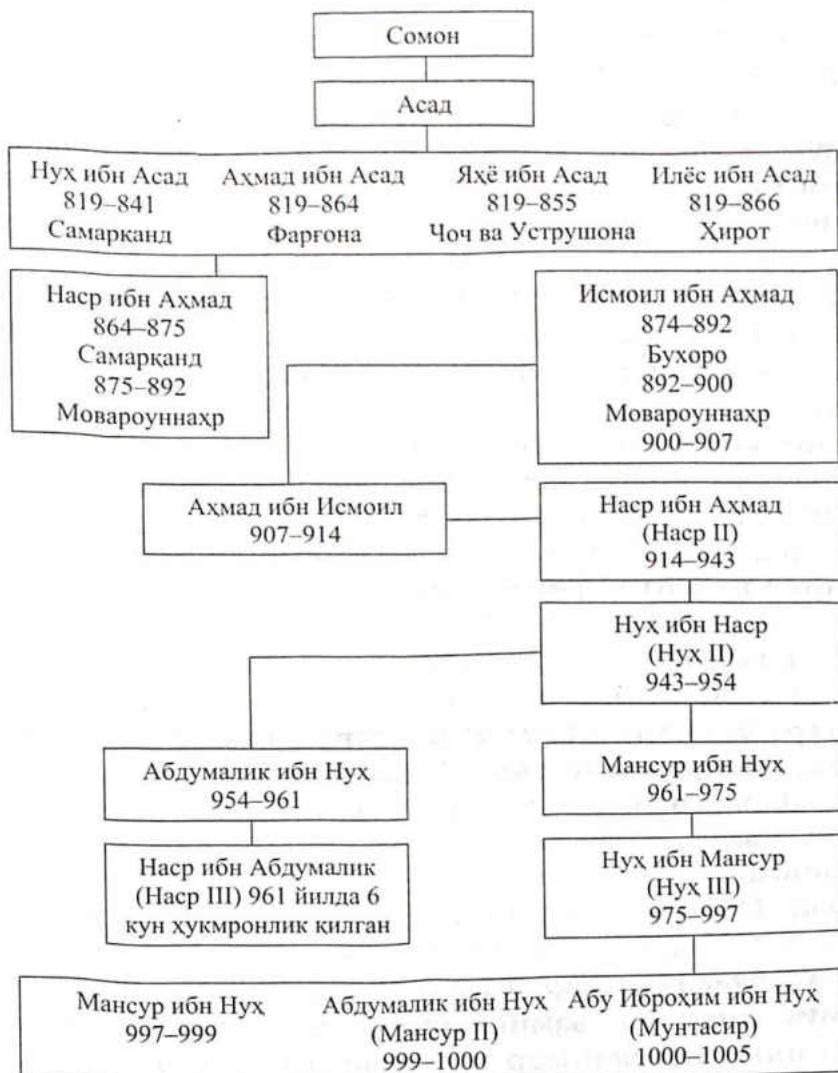 Сомон
Асад
Нуҳ ибн Асад
819–841
Самарқанд
Аҳмад ибн Асад
819–864
Фарғона
Яҳё ибн Асад
819–855
Чоч ва Уструшона
Илёс ибн Асад
819–866
Ҳирот
Наср ибн Аҳмад
864–875
Самарқанд
875–892
Мовароуннаҳр
Исмоил ибн Аҳмад
874–892
Бухоро
892–900
Мовароуннаҳр
900–907
Аҳмад ибн Исмоил
907–914
Наср ибн Аҳмад
(Наср II)
914–943
Нуҳ ибн Наср
(Нуҳ II)
943–954
Абдумалик ибн Нуҳ
954–961
Мансур ибн Нуҳ
961–975
Наср ибн Абдумалик
(Наср III) 961 йилда 6
кун ҳукмронлик қилган
Нуҳ ибн Мансур
(Нуҳ III)
975–997
Мансур ибн Нуҳ
997–999
Абдумалик ибн Нуҳ
(Мансур II)
999–1000
Абу Иброҳим ибн Нуҳ
(Мунтасир)
1000–1005